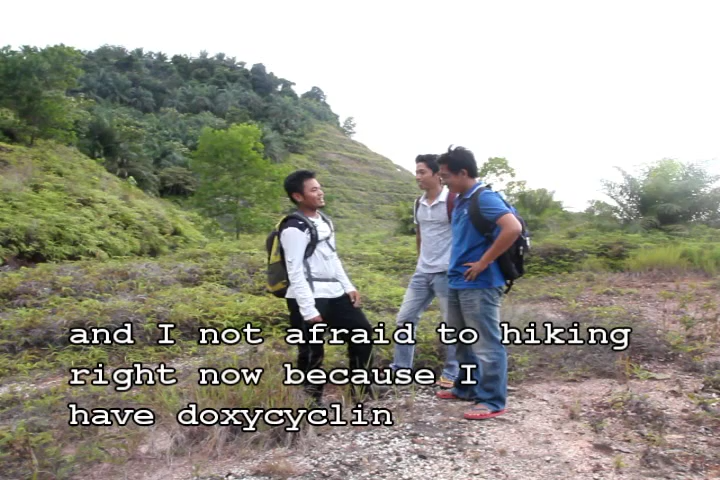 and I not afraid to hiking
right now because I
have doxycyclin